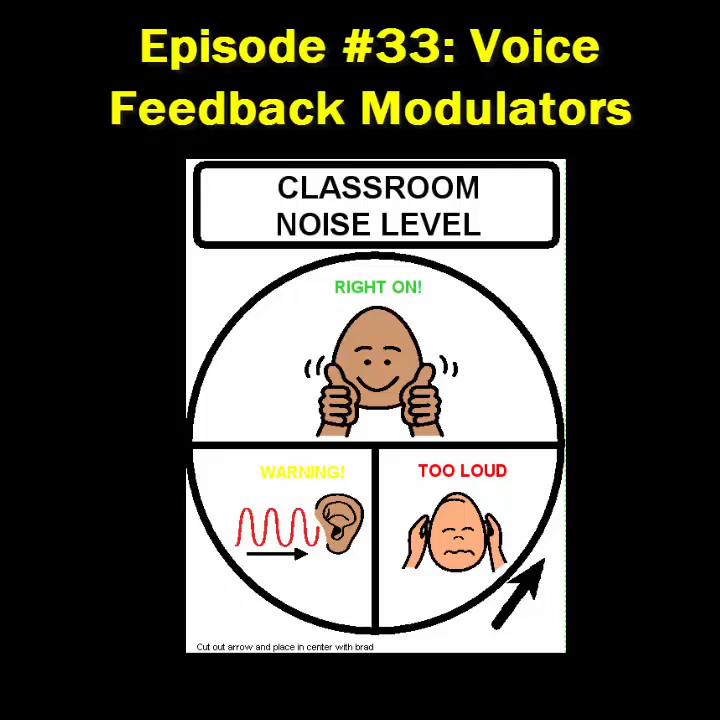 Episode #33: Voice
Feedback Modulators
CLASSROOM
NOISE LEVEL
RIGHT ON!
WARNING!
TOO LOUD
Cut out arrow and place in center with brad